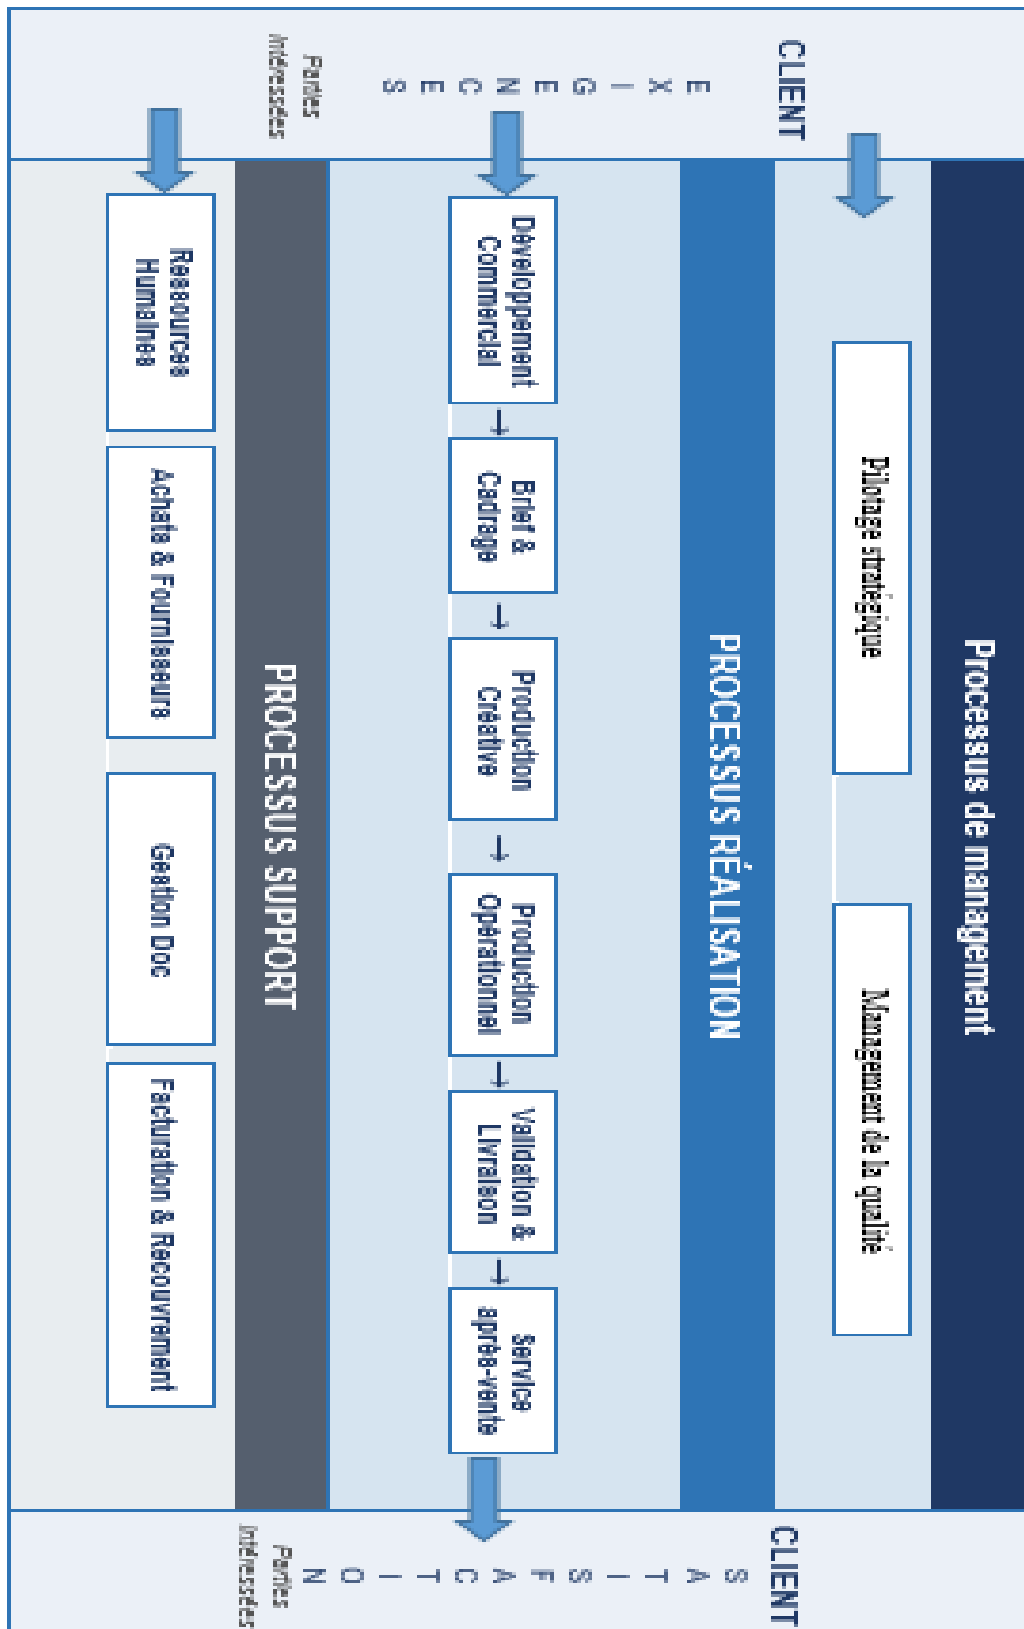 Processus de management
CLIENT
Pilotage stratégique
Management de la qualité
CLIENT
PROCESSUS RÉALISATION
E
X
I
G
E
N
C
E
S
Développement
Commercial
→
Brief &
Cadrage
→
Production
Créative
→
Production
Opérationnel
→
Validation &
Livraison
→
Service
après-vente
S
A
T
I
S
F
A
C
T
I
O
N
Parties
Intéressées
PROCESSUS SUPPORT
Ressources
Humaines
Achats & Fournisseurs
Gestion Doc
Facturation & Recouvrement
Parties
Intéressées